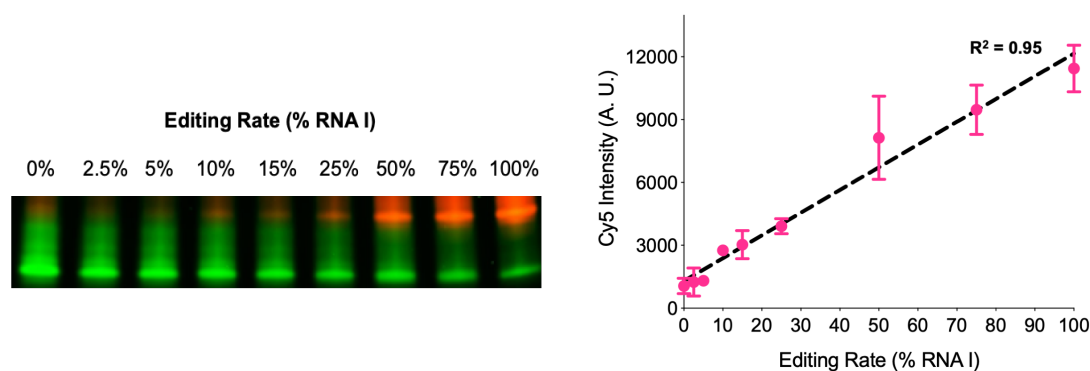 Editing Rate (% RNA I)
0% 2.5% 5% 10% 15% 25% 50% 75% 100%
R² = 0.95
Cy5 Intensity (A. U.)
12000
9000
6000
3000
0
0 10 20 30 40 50 60 70 80 90 100
Editing Rate (% RNA I)